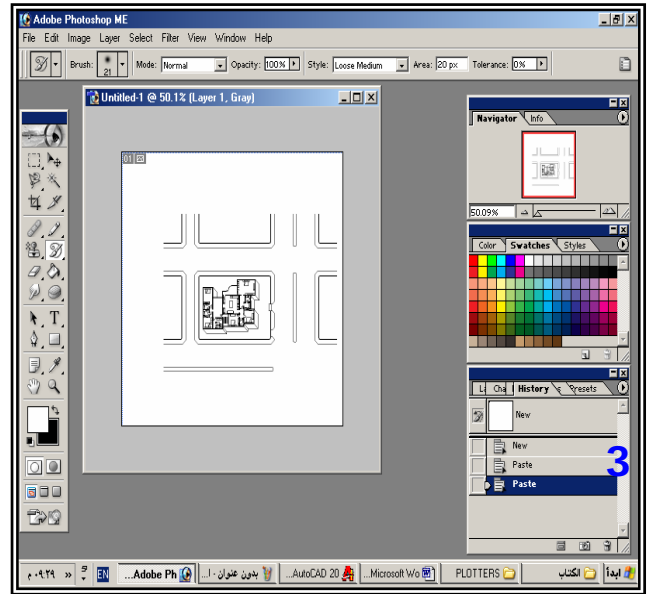 Adobe Photoshop ME
File Edit Image Layer Select Filter View Window Help
Brush: 21 Mode: Normal Opacity: 100% Style: Loose Medium Area: 20 px Tolerance: 0%
Untitled-1 @ 50.1% (Layer 1, Gray)
01
Navigator Info
50.09%
Color Swatches Styles
Cha History Presets
New
New
Paste
3
Paste
ابدأ الكتاب PLOTTERS Microsoft Wo... AutoCAD 20... بدون عنوان - ا... Adobe Ph... EN » ٠٩:٢٩ م